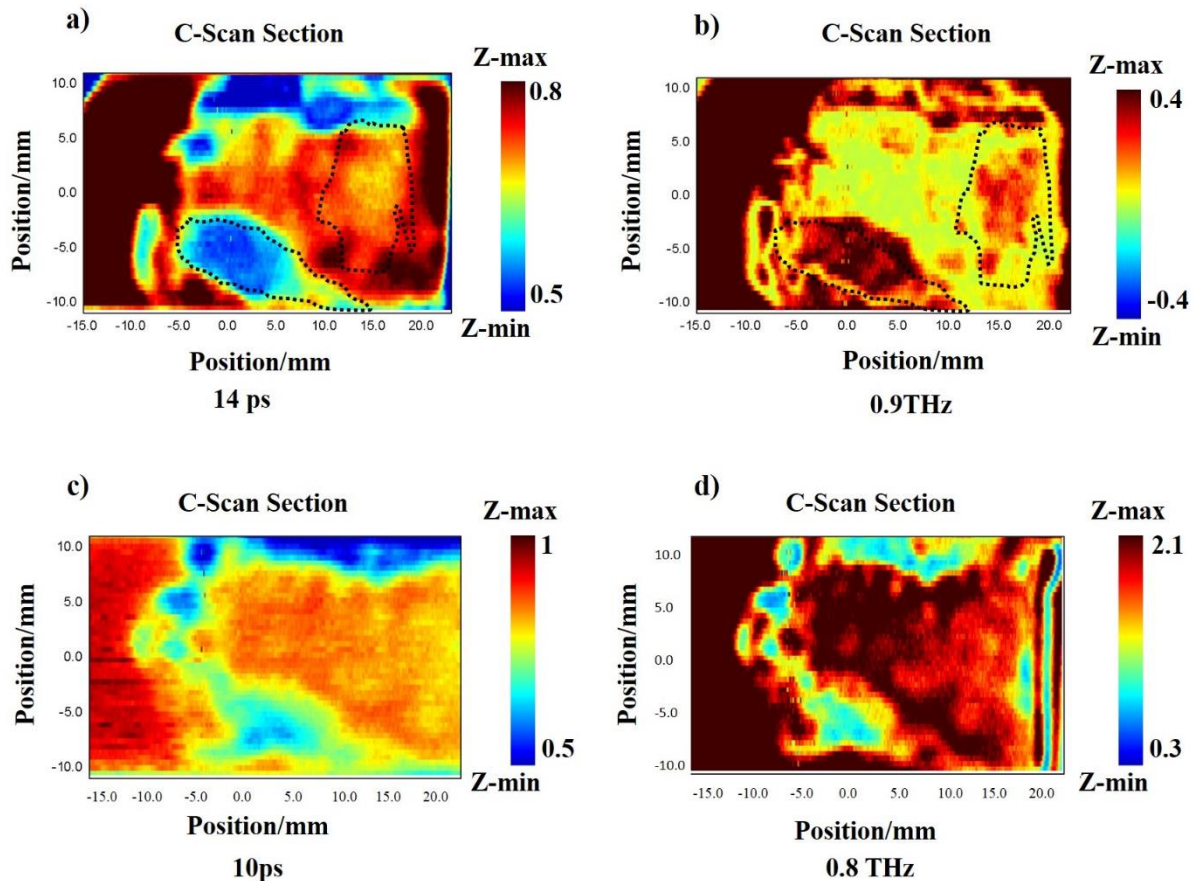 a)
C-Scan Section
Z-max
0.8
0.5
Z-min
10.0
5.0
0.0
-5.0
-10.0
Position/mm
-15.0 -10.0 -5.0 0.0 5.0 10.0 15.0 20.0
Position/mm
14 ps
b)
C-Scan Section
Z-max
0.4
-0.4
Z-min
10.0
5.0
0.0
-5.0
-10.0
Position/mm
-15.0 -10.0 -5.0 0.0 5.0 10.0 15.0 20.0
Position/mm
0.9THz
c)
C-Scan Section
Z-max
1
0.5
Z-min
10.0
5.0
0.0
-5.0
-10.0
Position/mm
-15.0 -10.0 -5.0 0.0 5.0 10.0 15.0 20.0
Position/mm
10ps
d)
C-Scan Section
Z-max
2.1
0.3
Z-min
10.0
5.0
0.0
-5.0
-10.0
Position/mm
-15.0 -10.0 -5.0 0.0 5.0 10.0 15.0 20.0
Position/mm
0.8 THz